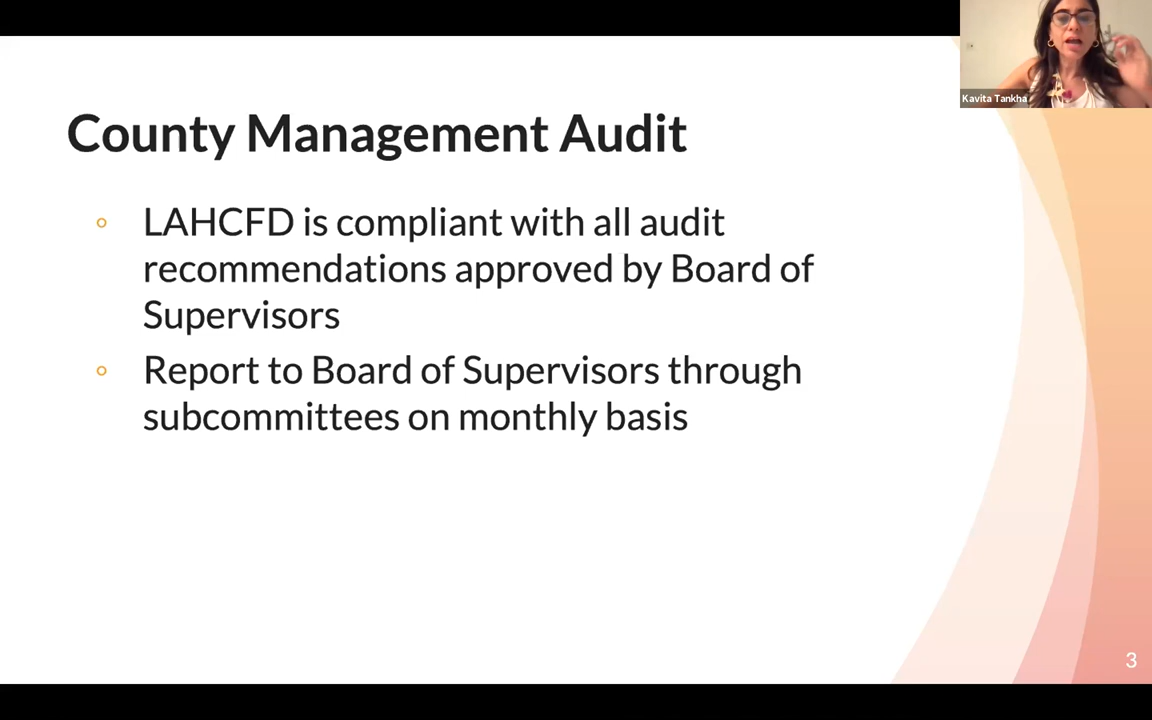 Kavita Tankha
County Management Audit
◦ LAHCFD is compliant with all audit
recommendations approved by Board of
Supervisors
◦ Report to Board of Supervisors through
subcommittees on monthly basis
3